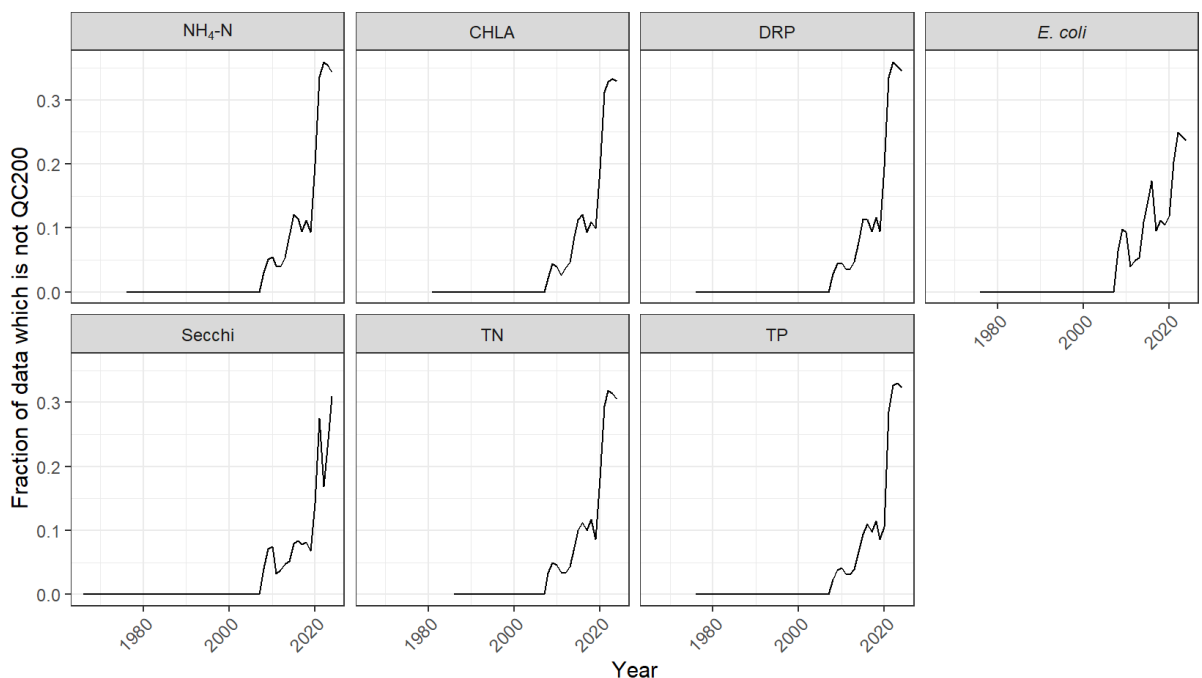 NH₄-N
CHLA
DRP
E. coli
0.3
0.2
0.1
0.0
1980
2000
2020
Secchi
TN
TP
0.3
0.2
0.1
0.0
1980
2000
2020
1980
2000
2020
1980
2000
2020
Fraction of data which is not QC200
Year